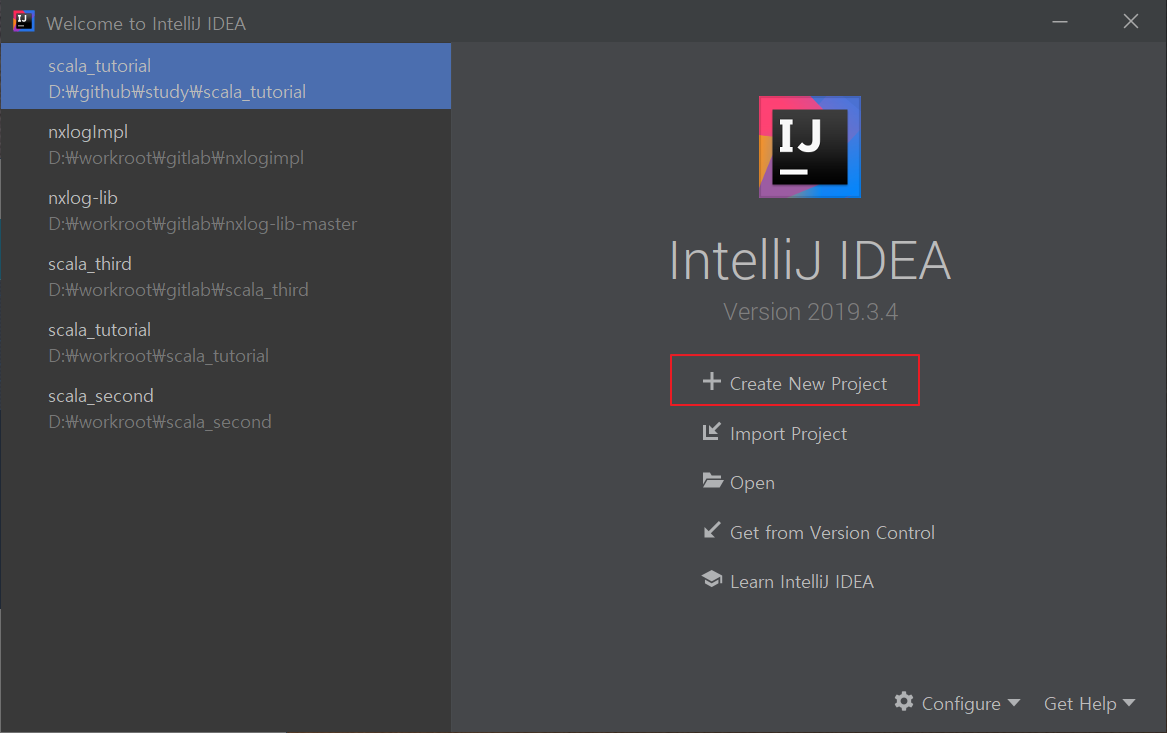 Welcome to IntelliJ IDEA
scala_tutorial
D:₩github₩study₩scala_tutorial
nxlogImpl
D:₩workroot₩gitlab₩nxlogimpl
nxlog-lib
D:₩workroot₩gitlab₩nxlog-lib-master
scala_third
D:₩workroot₩gitlab₩scala_third
scala_tutorial
D:₩workroot₩scala_tutorial
scala_second
D:₩workroot₩scala_second
IJ
IntelliJ IDEA
Version 2019.3.4
Create New Project
Import Project
Open
Get from Version Control
Learn IntelliJ IDEA
Configure
Get Help